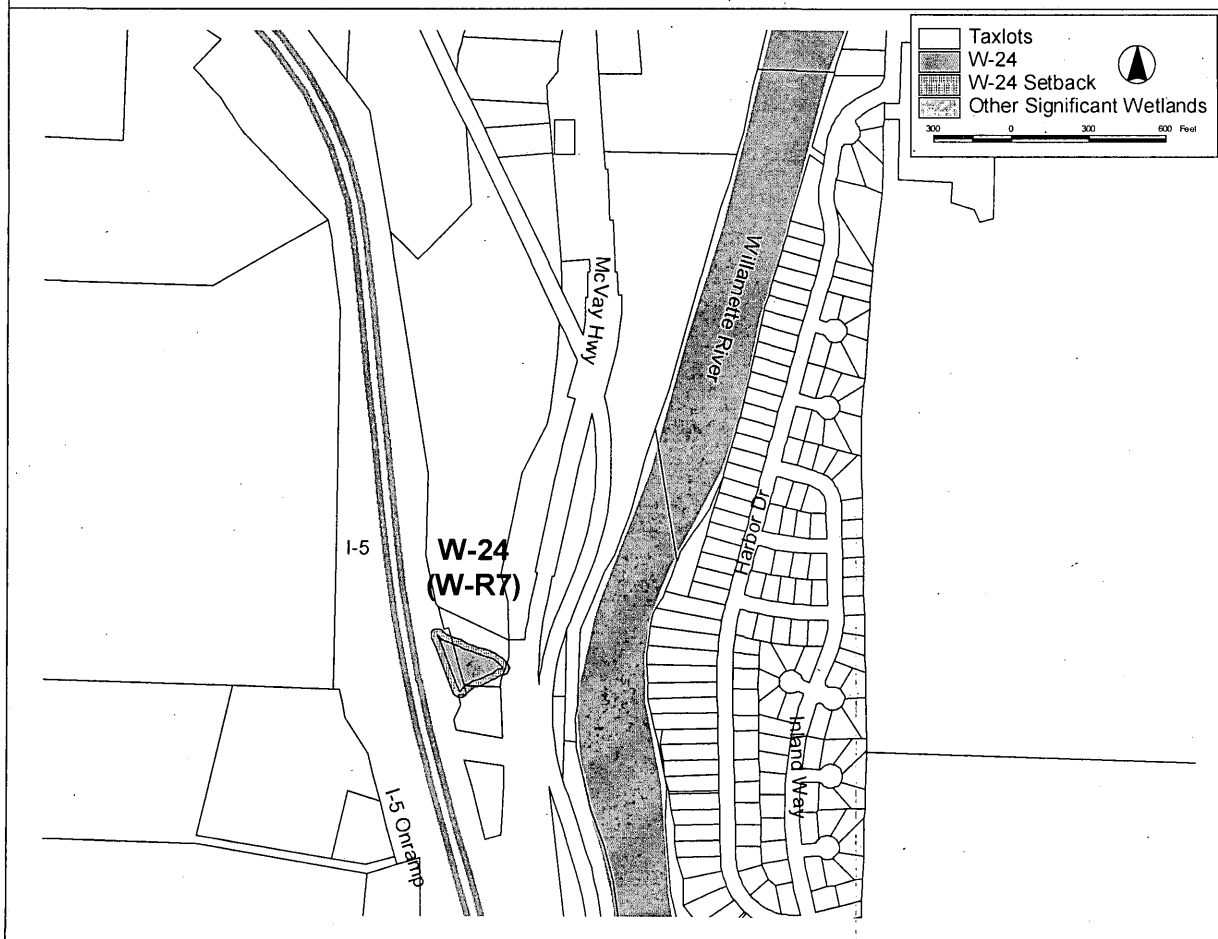 Taxlots
W-24
W-24 Setback
Other Significant Wetlands
300 0 300 600 Feet
McVay Hwy
Willamette River
I-5
W-24
(W-R7)
Harbor Dr
Inland Way
I-5 Onramp